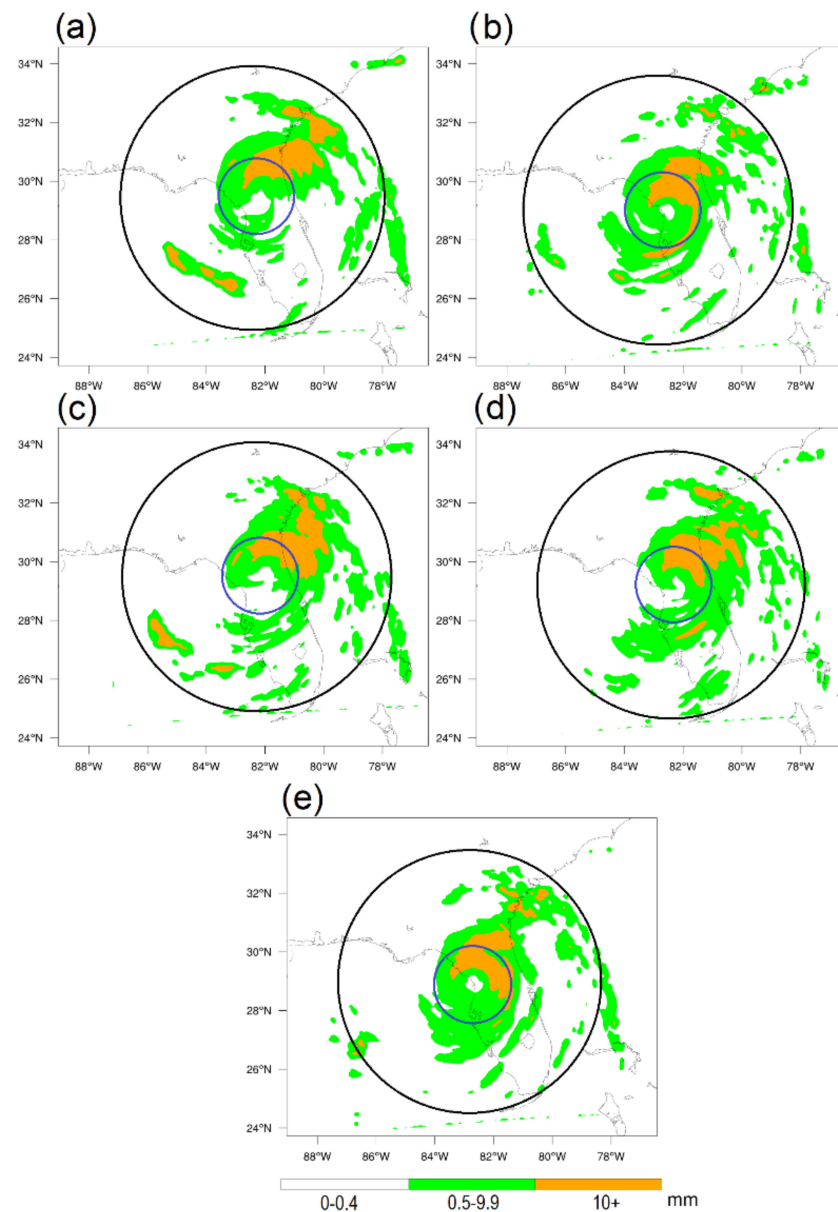 (a) (b)
34°N 34°N
32°N 32°N
30°N 30°N
28°N 28°N
26°N 26°N
24°N 24°N
88°W 86°W 84°W 82°W 80°W 78°W 88°W 86°W 84°W 82°W 80°W 78°W
(c) (d)
34°N 34°N
32°N 32°N
30°N 30°N
28°N 28°N
26°N 26°N
24°N 24°N
88°W 86°W 84°W 82°W 80°W 78°W 88°W 86°W 84°W 82°W 80°W 78°W
(e)
34°N
32°N
30°N
28°N
26°N
24°N
88°W 86°W 84°W 82°W 80°W 78°W
0-0.4 0.5-9.9 10+ mm